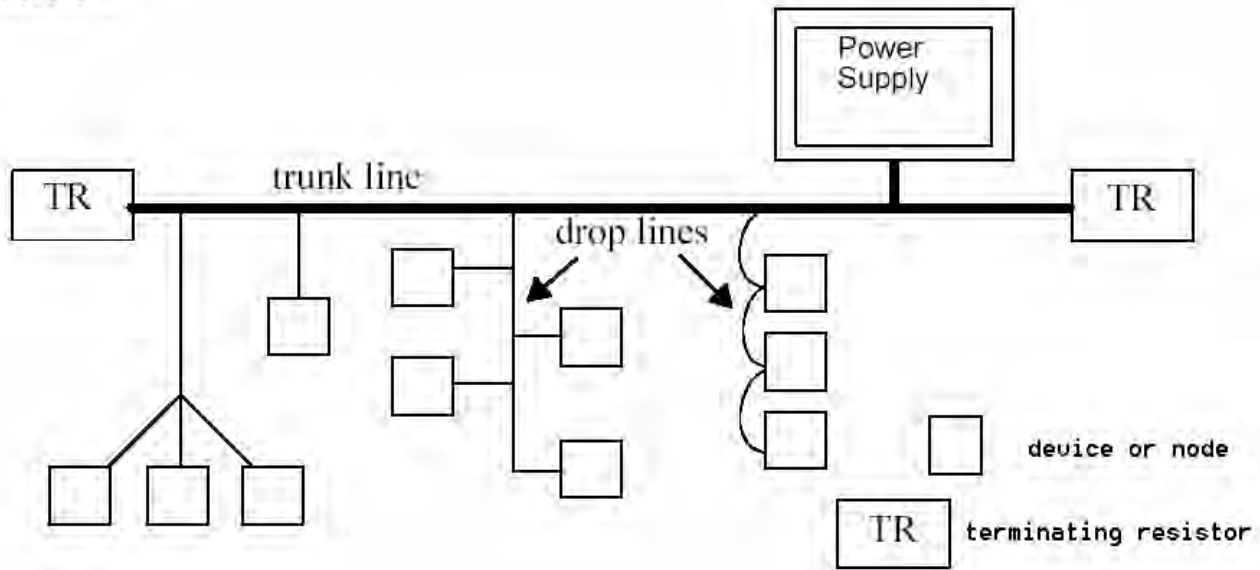 Power
Supply
TR
trunk line
TR
drop lines
device or node
TR
terminating resistor